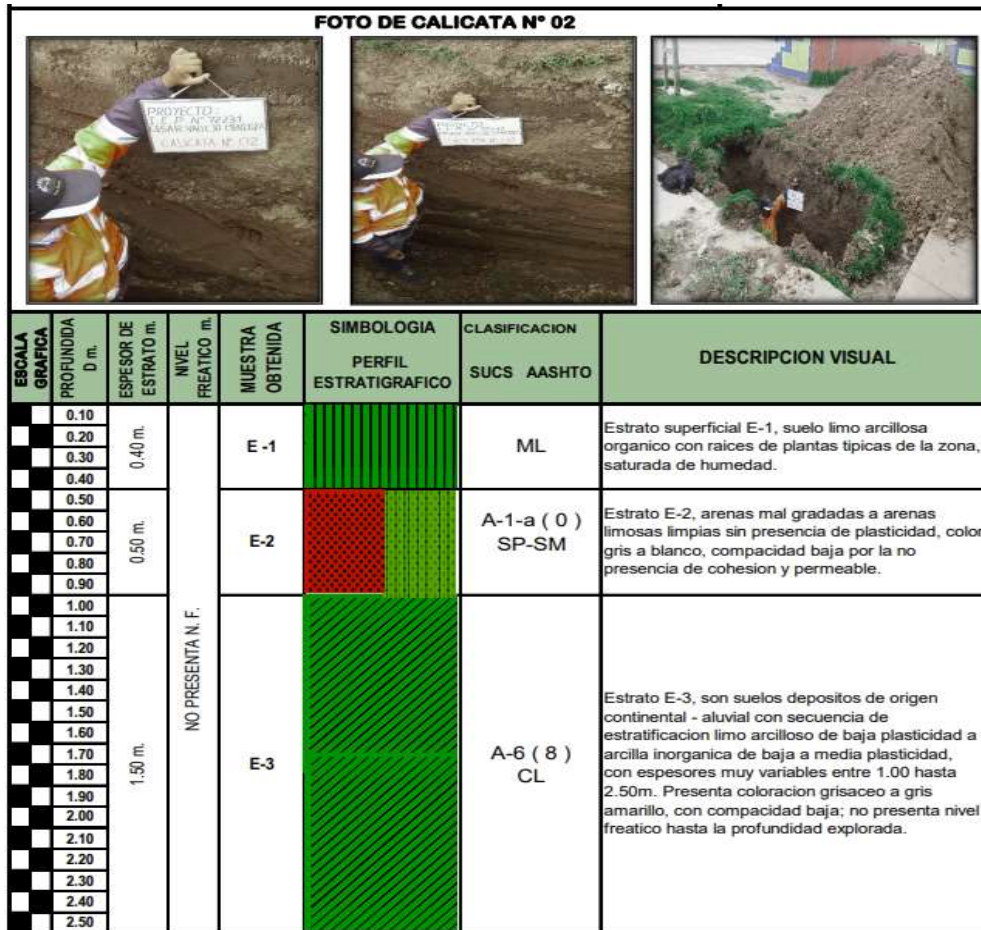 FOTO DE CALICATA Nº 02
PROYECTO:
I.E.P. Nº 72231
CALICATA Nº 02
ESCALA
GRAFICA
PROFUNDIDA
D m.
ESPESOR DE
ESTRATO m.
NIVEL
FREATICO m.
MUESTRA
OBTENIDA
SIMBOLOGIA
PERFIL
ESTRATIGRAFICO
CLASIFICACION
SUCS AASHTO
DESCRIPCION VISUAL
0.10
0.20
0.30
0.40
0.40 m.
E -1
ML
Estrato superficial E-1, suelo limo arcillosa
organico con raices de plantas tipicas de la zona,
saturada de humedad.
0.50
0.60
0.70
0.80
0.90
0.50 m.
E-2
A-1-a ( 0 )
SP-SM
Estrato E-2, arenas mal gradadas a arenas
limosas limpias sin presencia de plasticidad, color
gris a blanco, compacidad baja por la no
presencia de cohesion y permeable.
1.00
1.10
1.20
1.30
1.40
1.50
1.60
1.70
1.80
1.90
2.00
2.10
2.20
2.30
2.40
2.50
1.50 m.
NO PRESENTA N. F.
E-3
A-6 ( 8 )
CL
Estrato E-3, son suelos depositos de origen
continental - aluvial con secuencia de
estratificacion limo arcilloso de baja plasticidad a
arcilla inorganica de baja a media plasticidad,
con espesores muy variables entre 1.00 hasta
2.50m. Presenta coloracion grisaceo a gris
amarillo, con compacidad baja; no presenta nivel
freatico hasta la profundidad explorada.